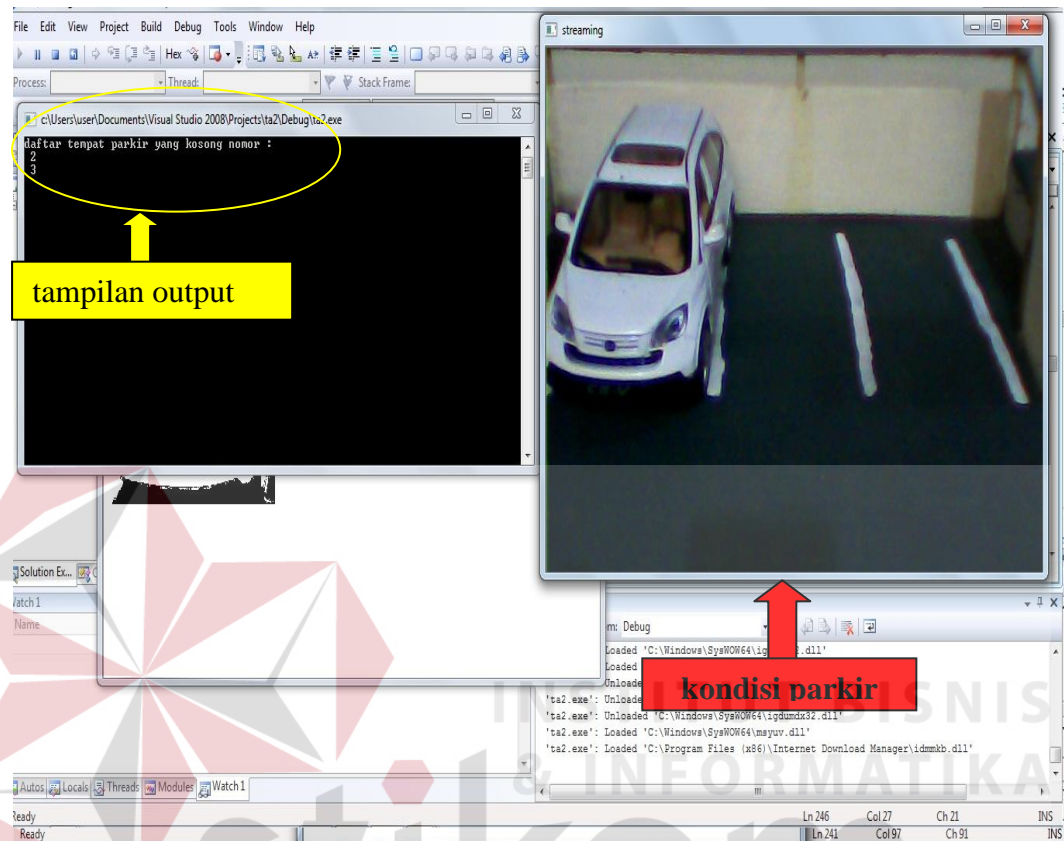 File Edit View Project Build Debug Tools Window Help
Hex
Process: Thread: Stack Frame:
streaming
c:\Users\user\Documents\Visual Studio 2008\Projects\ta2\Debug\ta2.exe
daftar tempat parkir yang kosong nomor :
2
3
tampilan output
kondisi parkir
Solution Ex...
Watch 1
Name
Debug
Loaded 'C:\Windows\SysWOW64\
Loaded
'ta2.exe': Unloaded 'C:\Windows\SysWOW64\igdumdx32.dll'
'ta2.exe': Loaded 'C:\Windows\SysWOW64\msyuv.dll'
'ta2.exe': Loaded 'C:\Program Files (x86)\Internet Download Manager\idmmkb.dll'
INSTITUT BISNIS
& INFORMATIKA
stikom
Autos Locals Threads Modules Watch 1
Ready Ln 246 Col 27 Ch 21 INS
Ready Ln 241 Col 97 Ch 91 INS